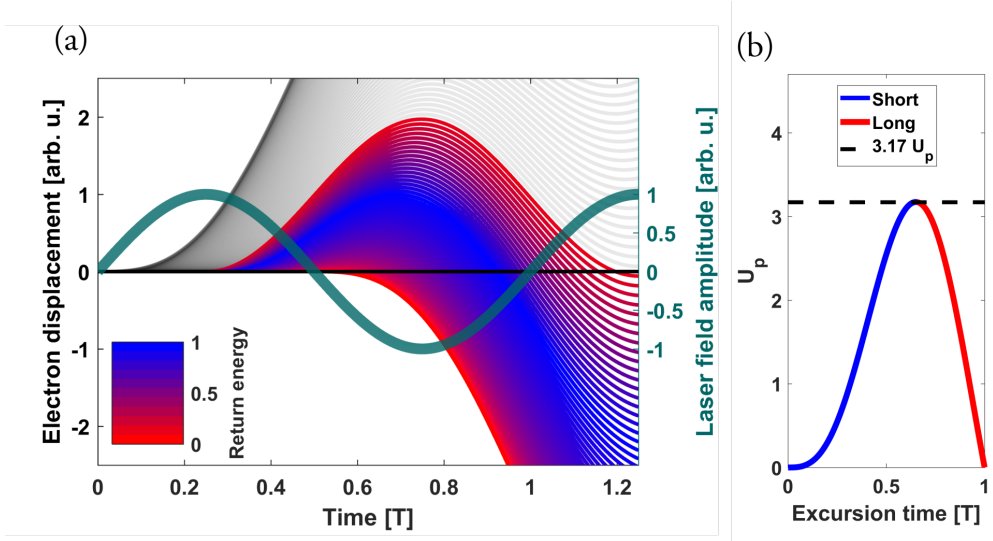 (a)
Electron displacement [arb. u.]
2
1
0
-1
-2
0
0.2
0.4
0.6
0.8
1
1.2
Time [T]
Laser field amplitude [arb. u.]
1
0.5
0
-0.5
-1
Return energy
1
0.5
0
(b)
Short
Long
3.17 Up
Up
4
3
2
1
0
0
0.5
1
Excursion time [T]